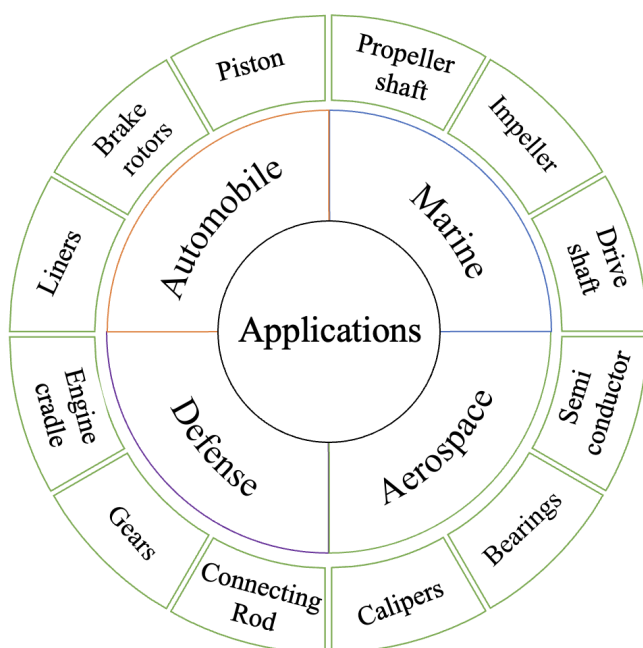 Applications
Automobile
Marine
Aerospace
Defense
Piston
Propeller
shaft
Impeller
Drive
shaft
Semi
conductor
Bearings
Calipers
Connecting
Rod
Gears
Engine
cradle
Liners
Brake
rotors